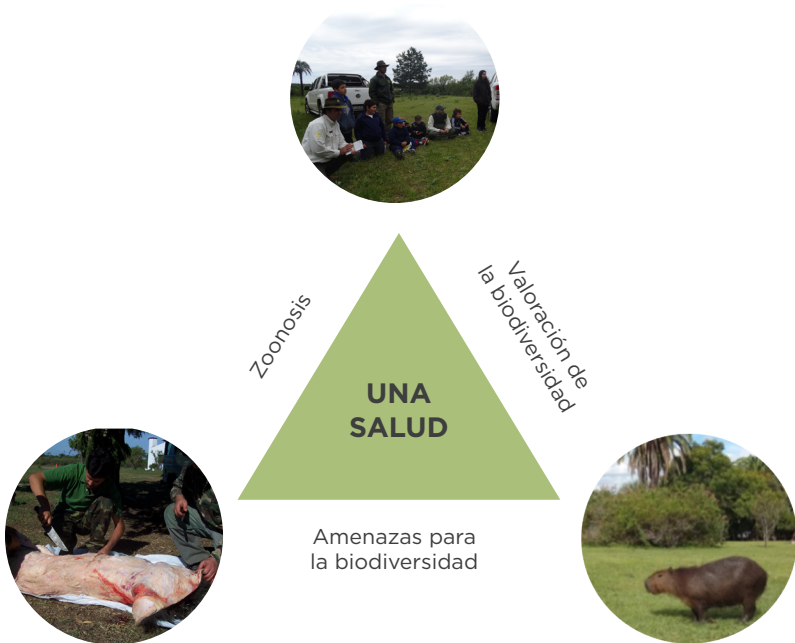 Zoonosis
Valoración de
la biodiversidad
UNA
SALUD
Amenazas para
la biodiversidad